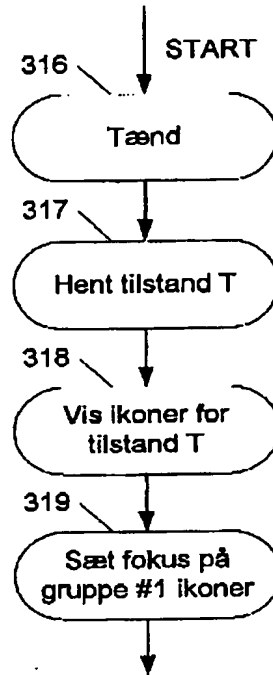 START
316
Tænd
317
Hent tilstand T
318
Vis ikoner for
tilstand T
319
Sæt fokus på
gruppe #1 ikoner